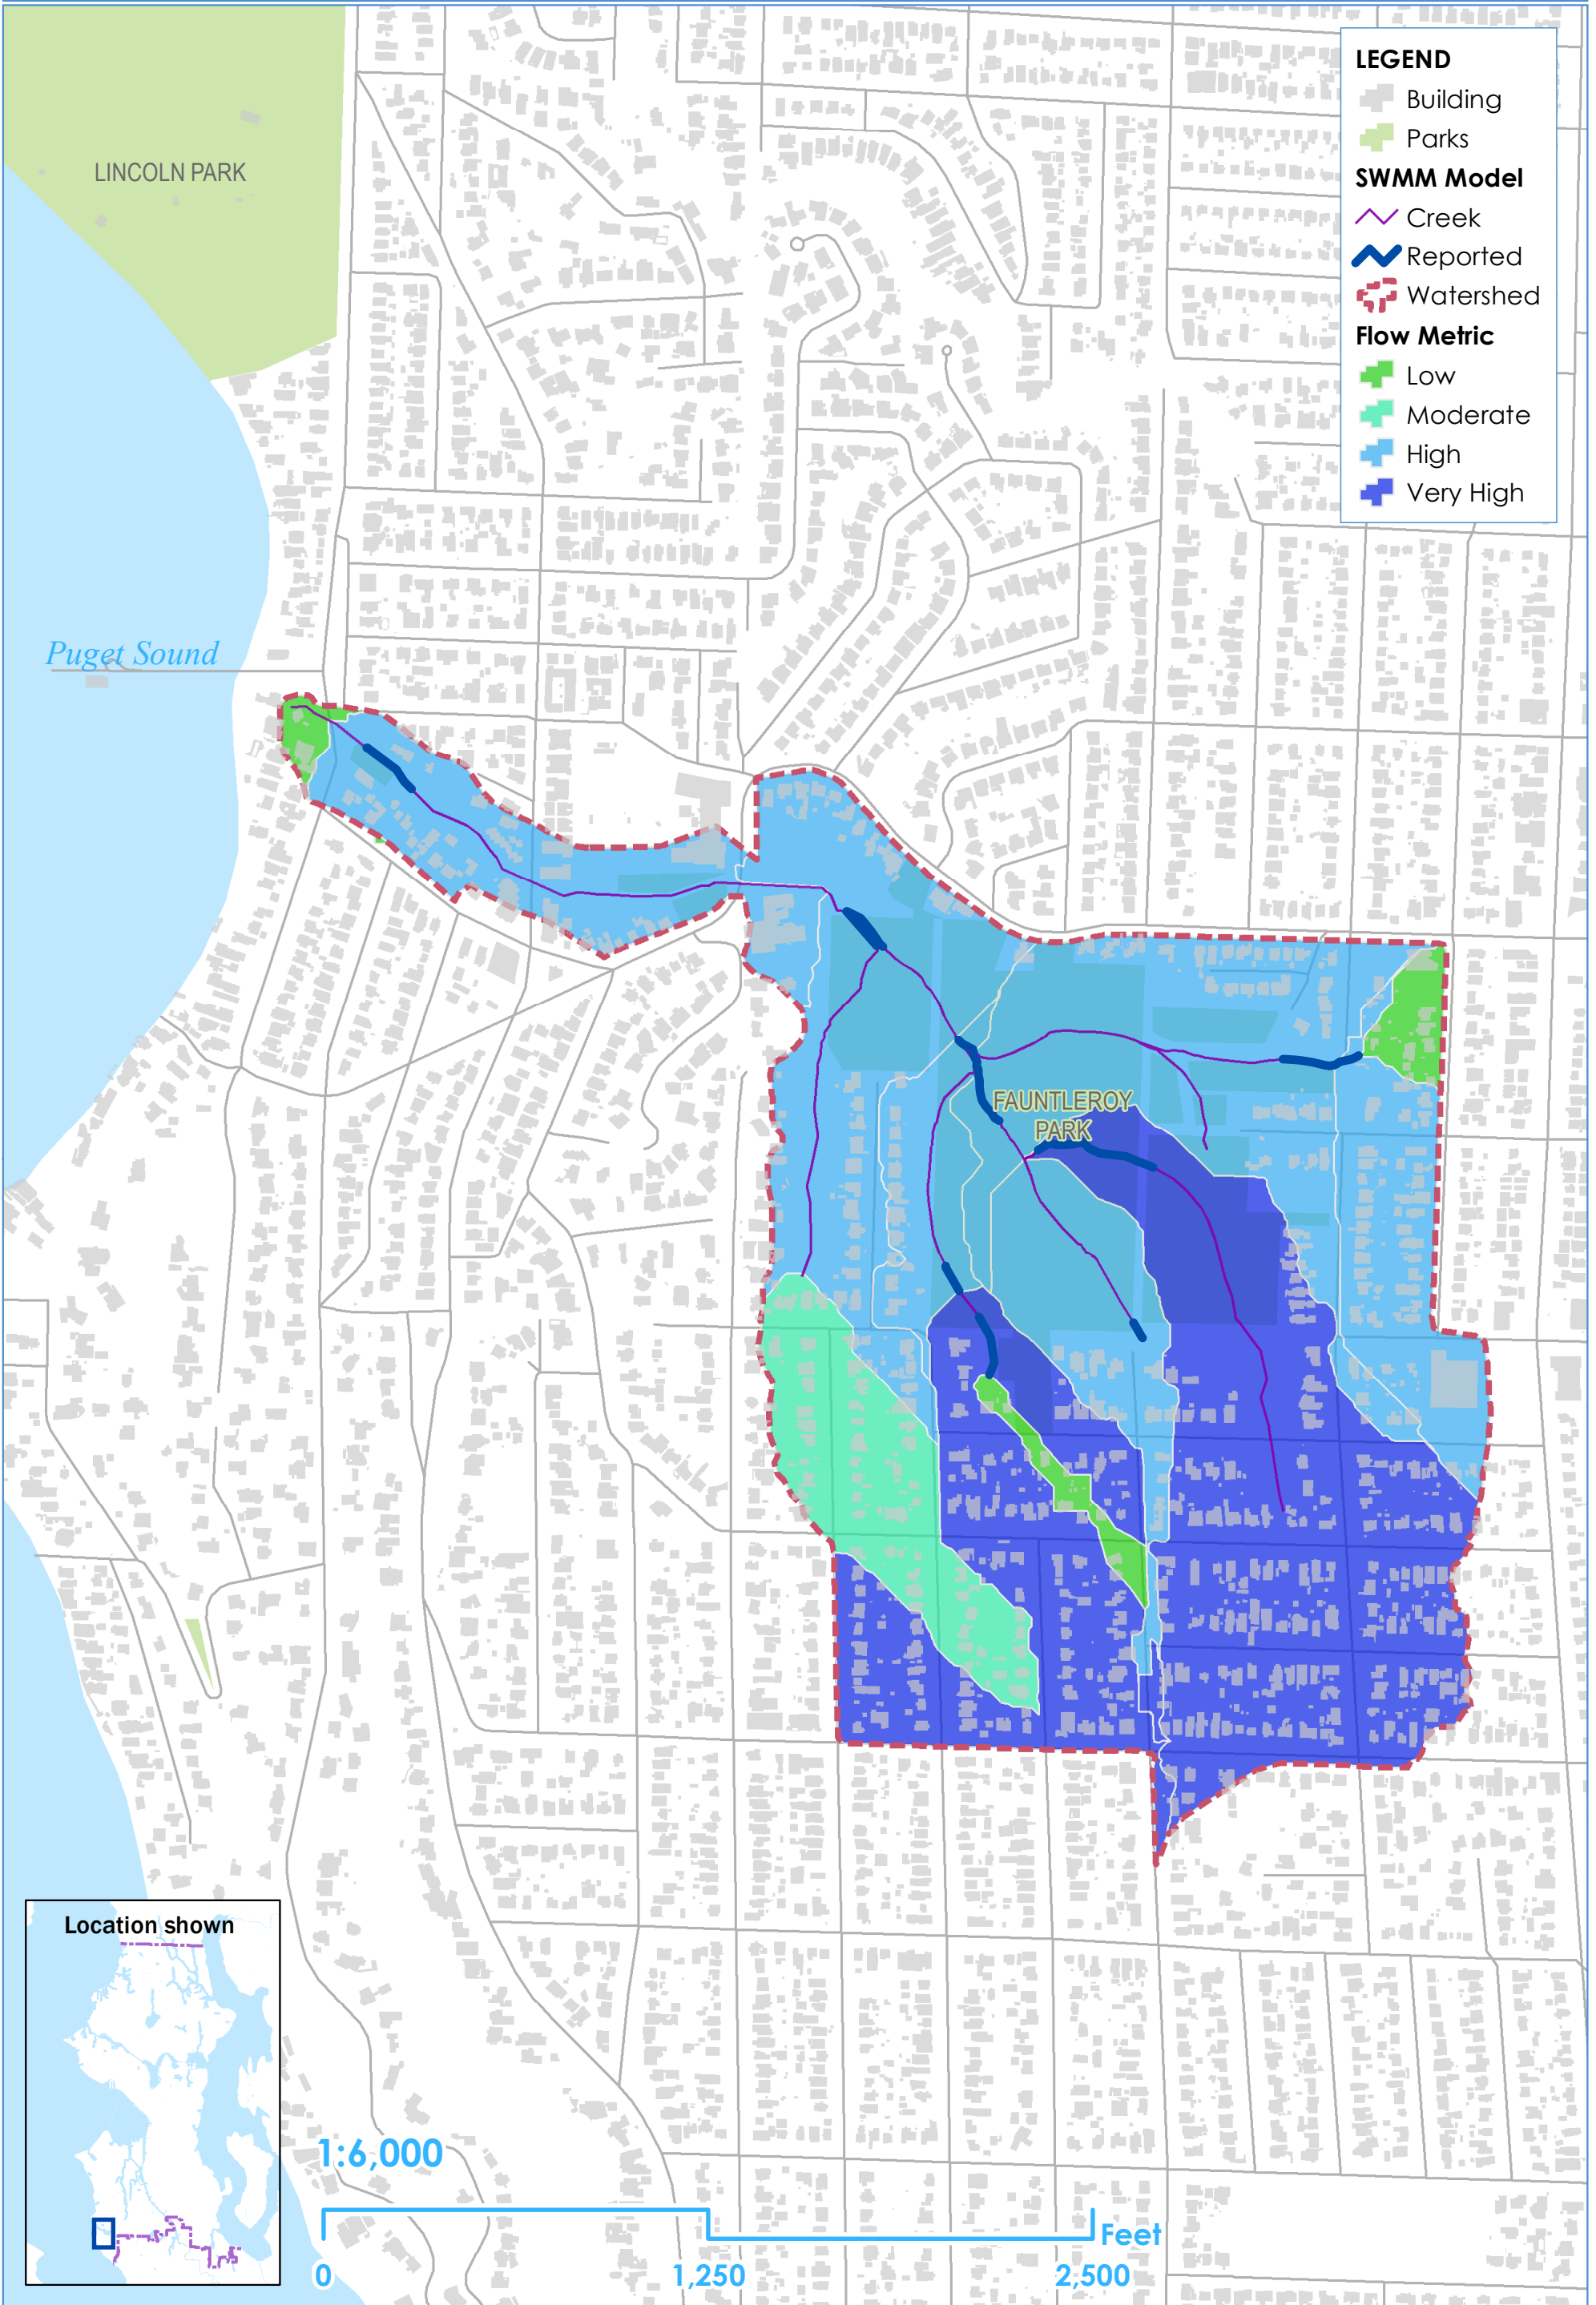 LEGEND
Building
Parks
SWMM Model
Creek
Reported
Watershed
Flow Metric
Low
Moderate
High
Very High
LINCOLN PARK
Puget Sound
FAUNTLEROY
PARK
Location shown
1:6,000
Feet
0 1,250 2,500